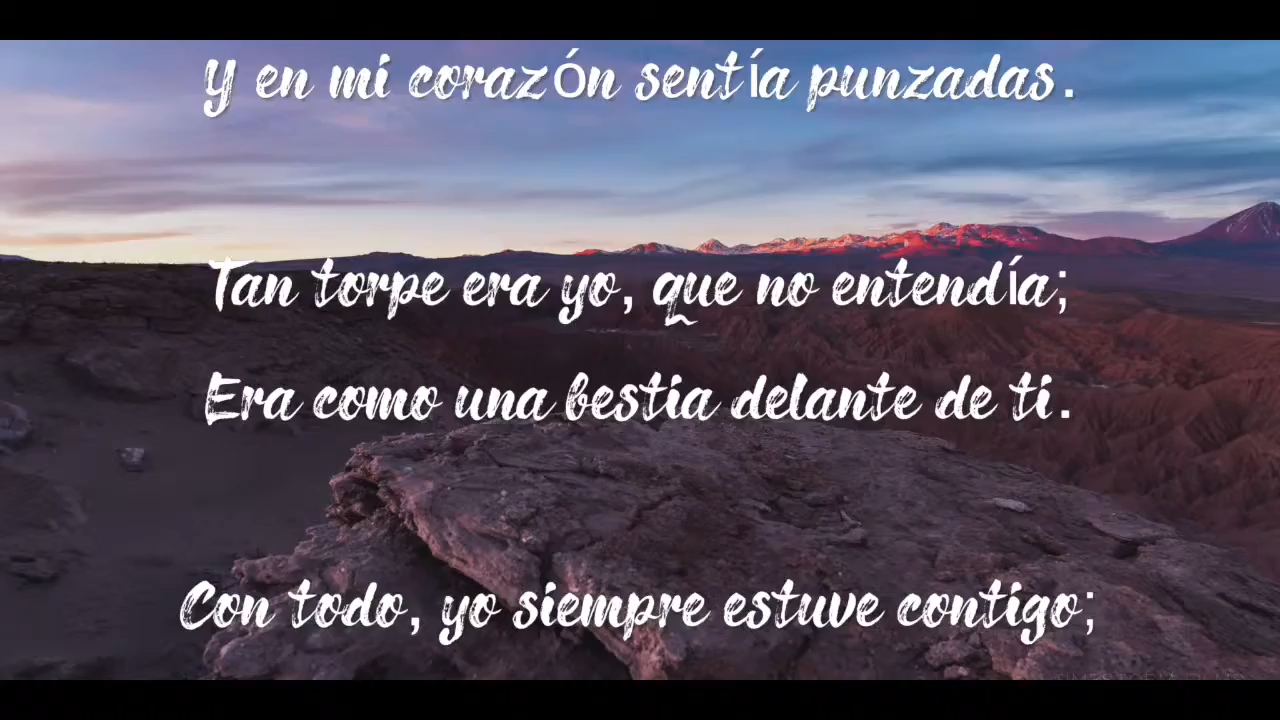 Y en mi corazón sentía punzadas.
Tan torpe era yo, que no entendía;
Era como una bestia delante de ti.
Con todo, yo siempre estuve contigo;